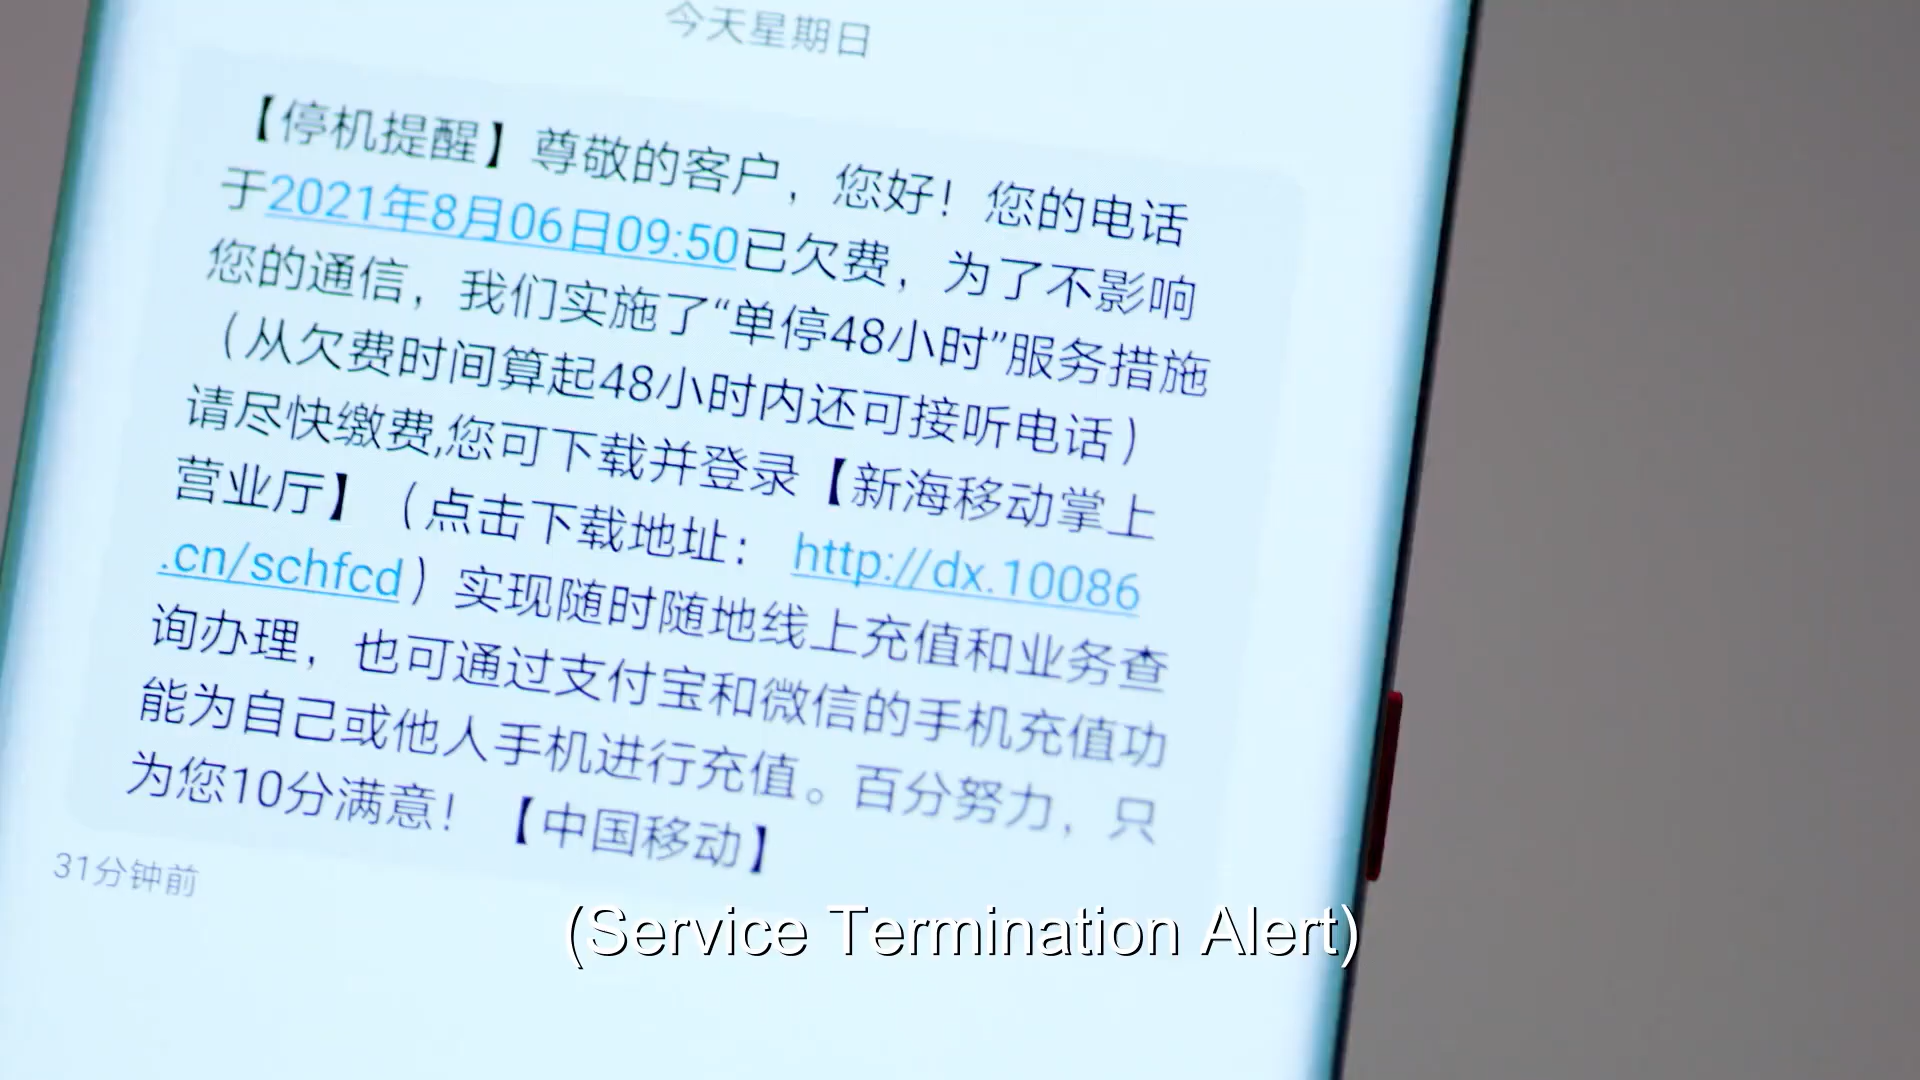 今天星期日
【停机提醒】尊敬的客户，您好！您的电话
于2021年8月06日09:50已欠费，为了不影响
您的通信，我们实施了“单停48小时”服务措施
（从欠费时间算起48小时内还可接听电话）
请尽快缴费,您可下载并登录【新海移动掌上
营业厅】（点击下载地址：http://dx.10086
.cn/schfcd）实现随时随地线上充值和业务查
询办理，也可通过支付宝和微信的手机充值功
能为自己或他人手机进行充值。百分努力，只
为您10分满意！【中国移动】
31分钟前
(Service Termination Alert)